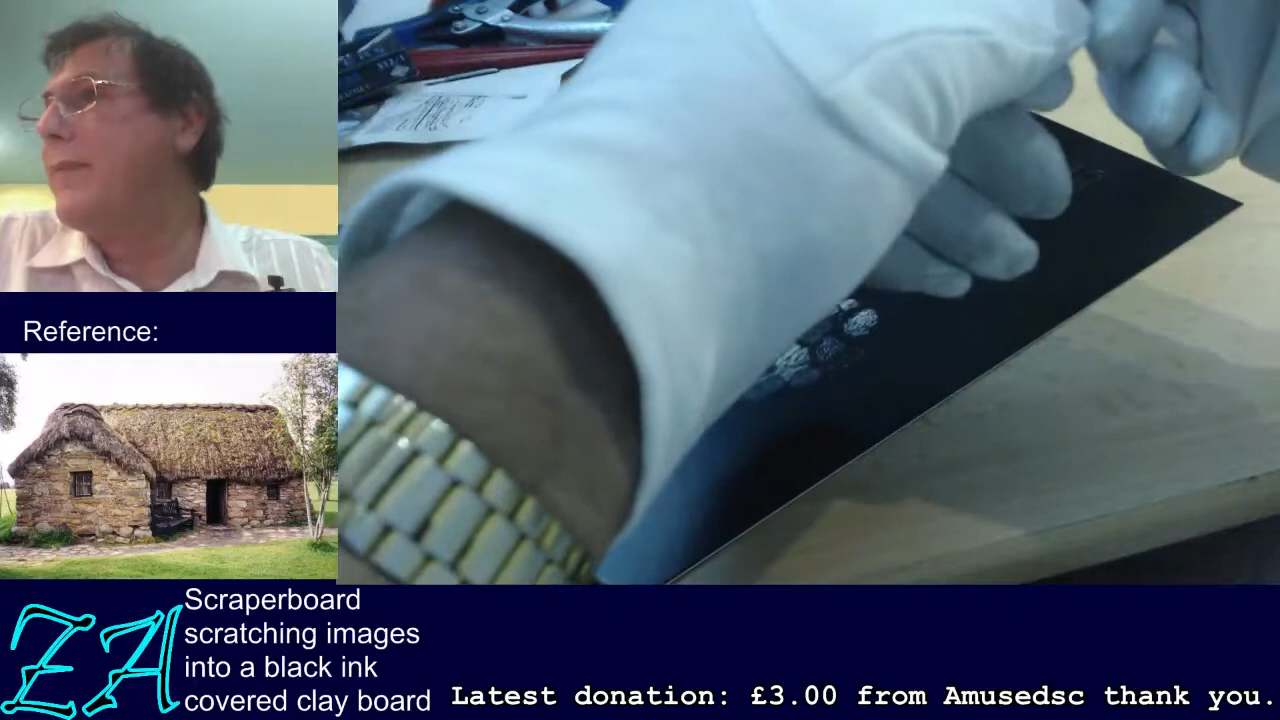 Reference:
ZA
Scraperboard
scratching images
into a black ink
covered clay board
Latest donation: £3.00 from Amusedsc thank you.